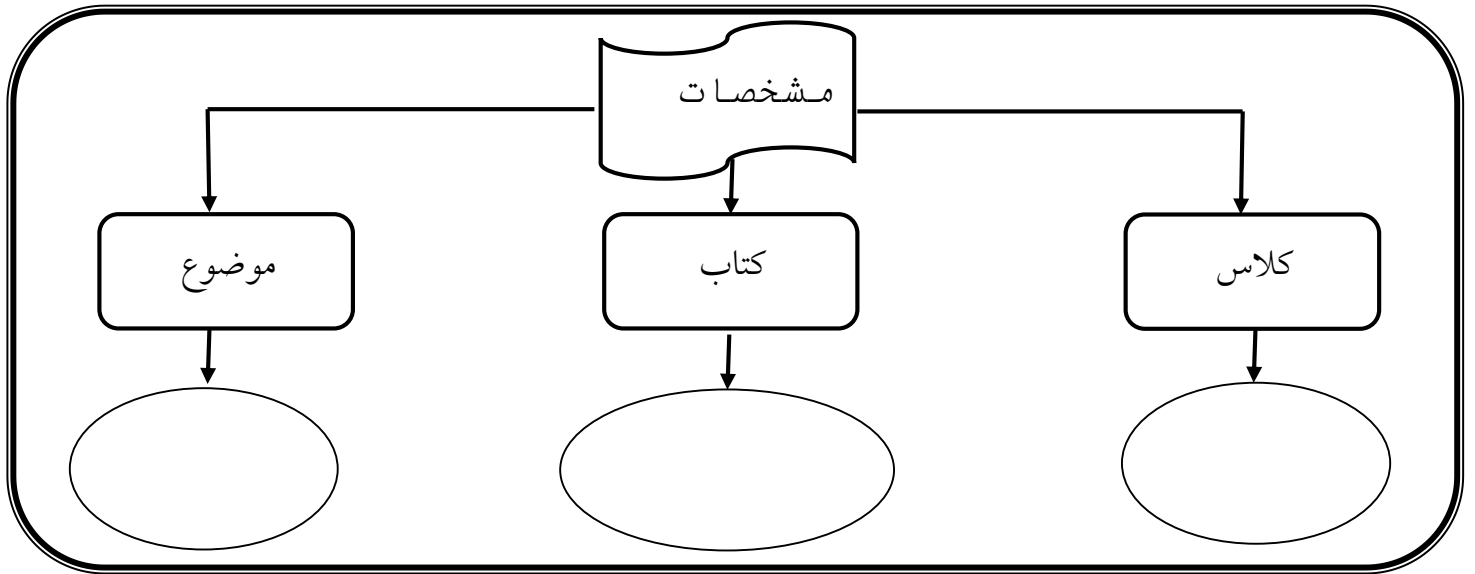 مشخصات
کلاس
کتاب
موضوع